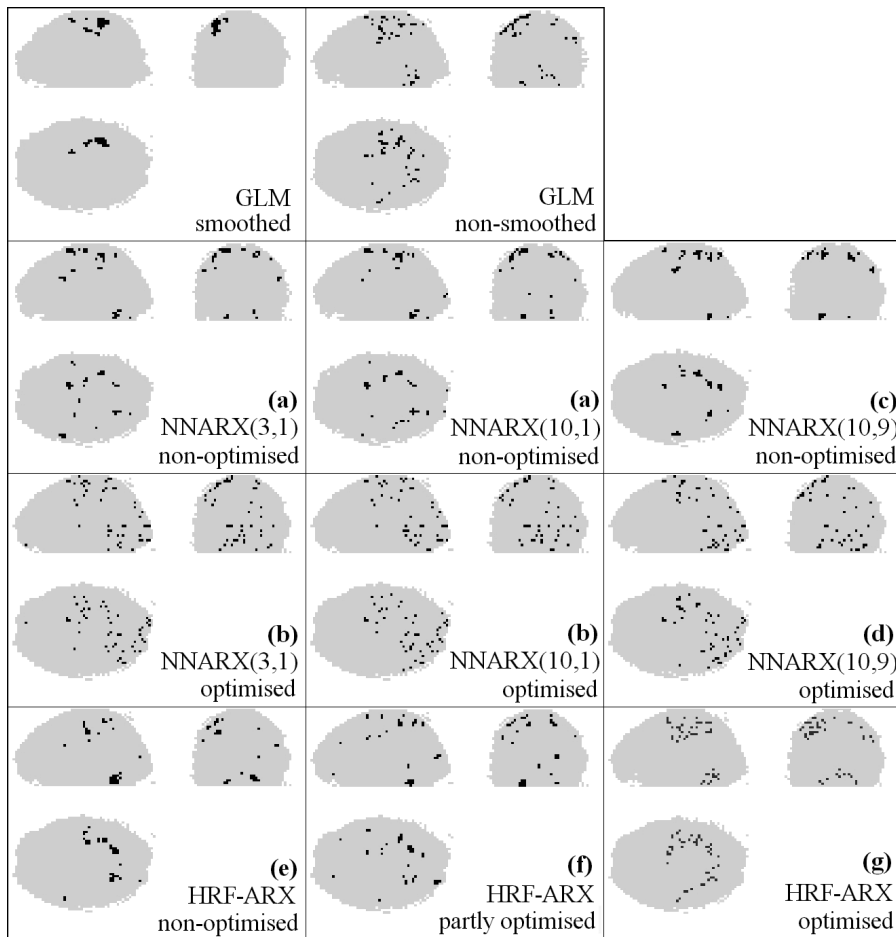 GLM
smoothed
GLM
non-smoothed
(a)
NNARX(3,1)
non-optimised
(a)
NNARX(10,1)
non-optimised
(c)
NNARX(10,9)
non-optimised
(b)
NNARX(3,1)
optimised
(b)
NNARX(10,1)
optimised
(d)
NNARX(10,9)
optimised
(e)
HRF-ARX
non-optimised
(f)
HRF-ARX
partly optimised
(g)
HRF-ARX
optimised